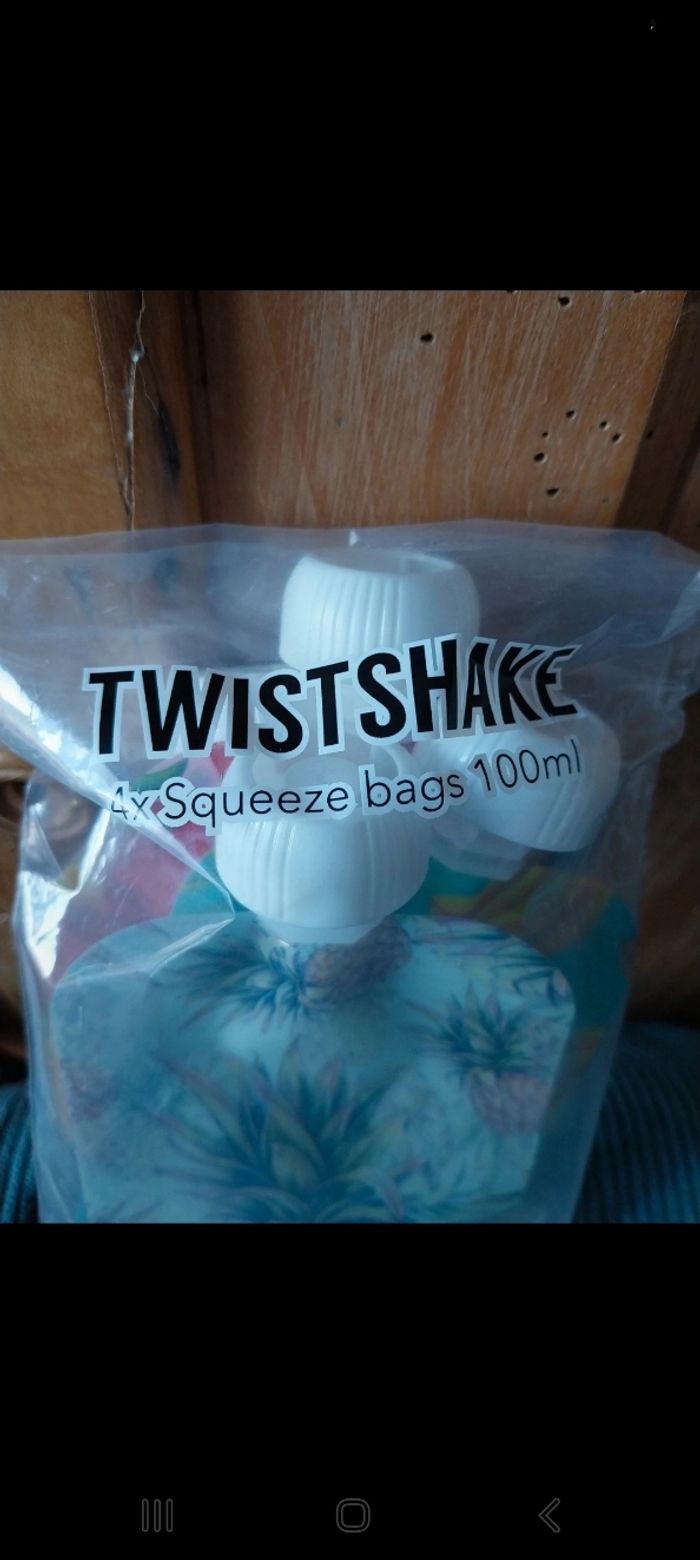 TWISTSHAKE
4x Squeeze bags 100ml